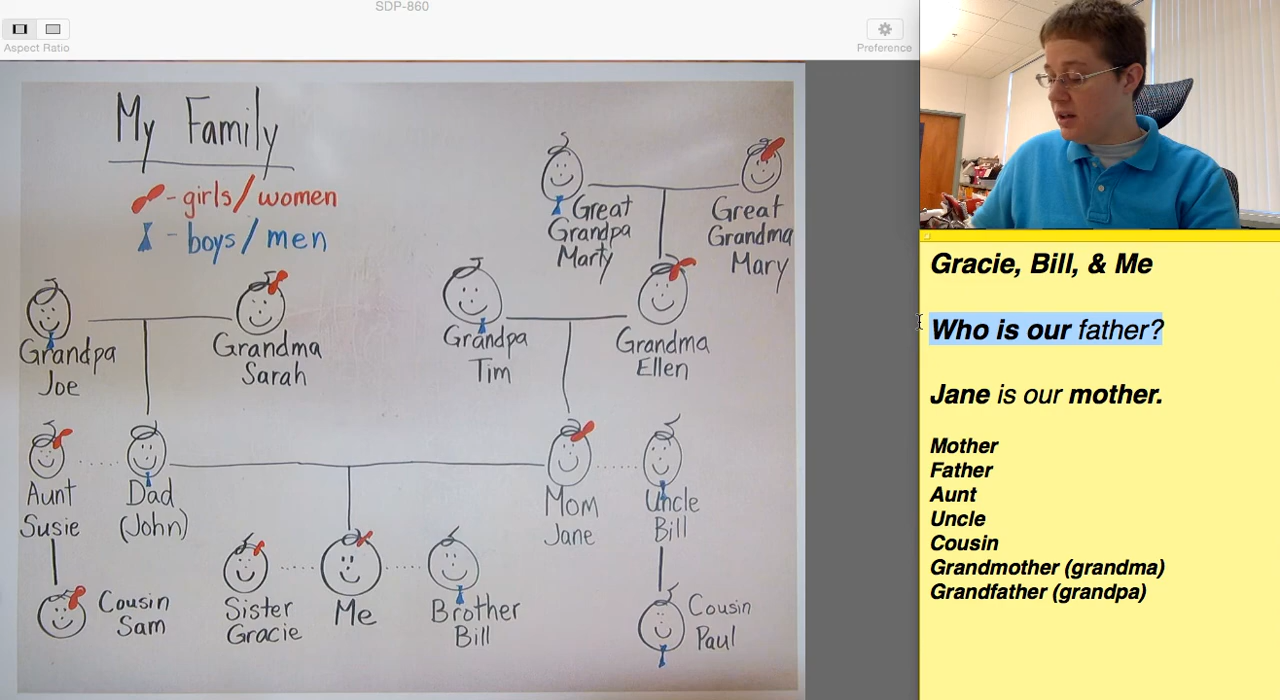 SDP-860
Aspect Ratio
Preference
My Family
- girls/women
- boys/men
Great
Grandpa
Marty
Great
Grandma
Mary
Grandpa
Joe
Grandma
Sarah
Grandpa
Tim
Grandma
Ellen
Aunt
Susie
Dad
(John)
Mom
Jane
Uncle
Bill
Cousin
Sam
Sister
Gracie
Me
Brother
Bill
Cousin
Paul
Gracie, Bill, & Me
Who is our father?
Jane is our mother.
Mother
Father
Aunt
Uncle
Cousin
Grandmother (grandma)
Grandfather (grandpa)